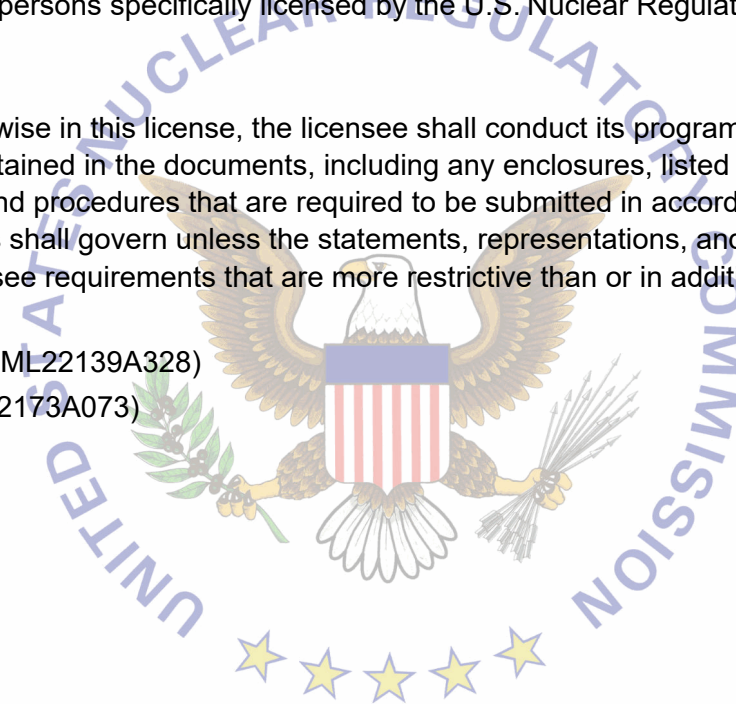 persons specifically licensed by the U.S. Nuclear Regulat
wise in this license, the licensee shall conduct its program
tained in the documents, including any enclosures, listed
nd procedures that are required to be submitted in accord
s shall govern unless the statements, representations, and
see requirements that are more restrictive than or in addit
ML22139A328)
2173A073)
UNITED STATES NUCLEAR REGULATORY COMMISSION